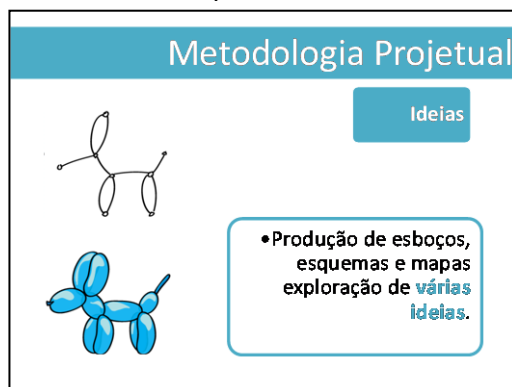 Metodologia Projetual
Ideias
•Produção de esboços,
esquemas e mapas
exploração de várias
ideias.